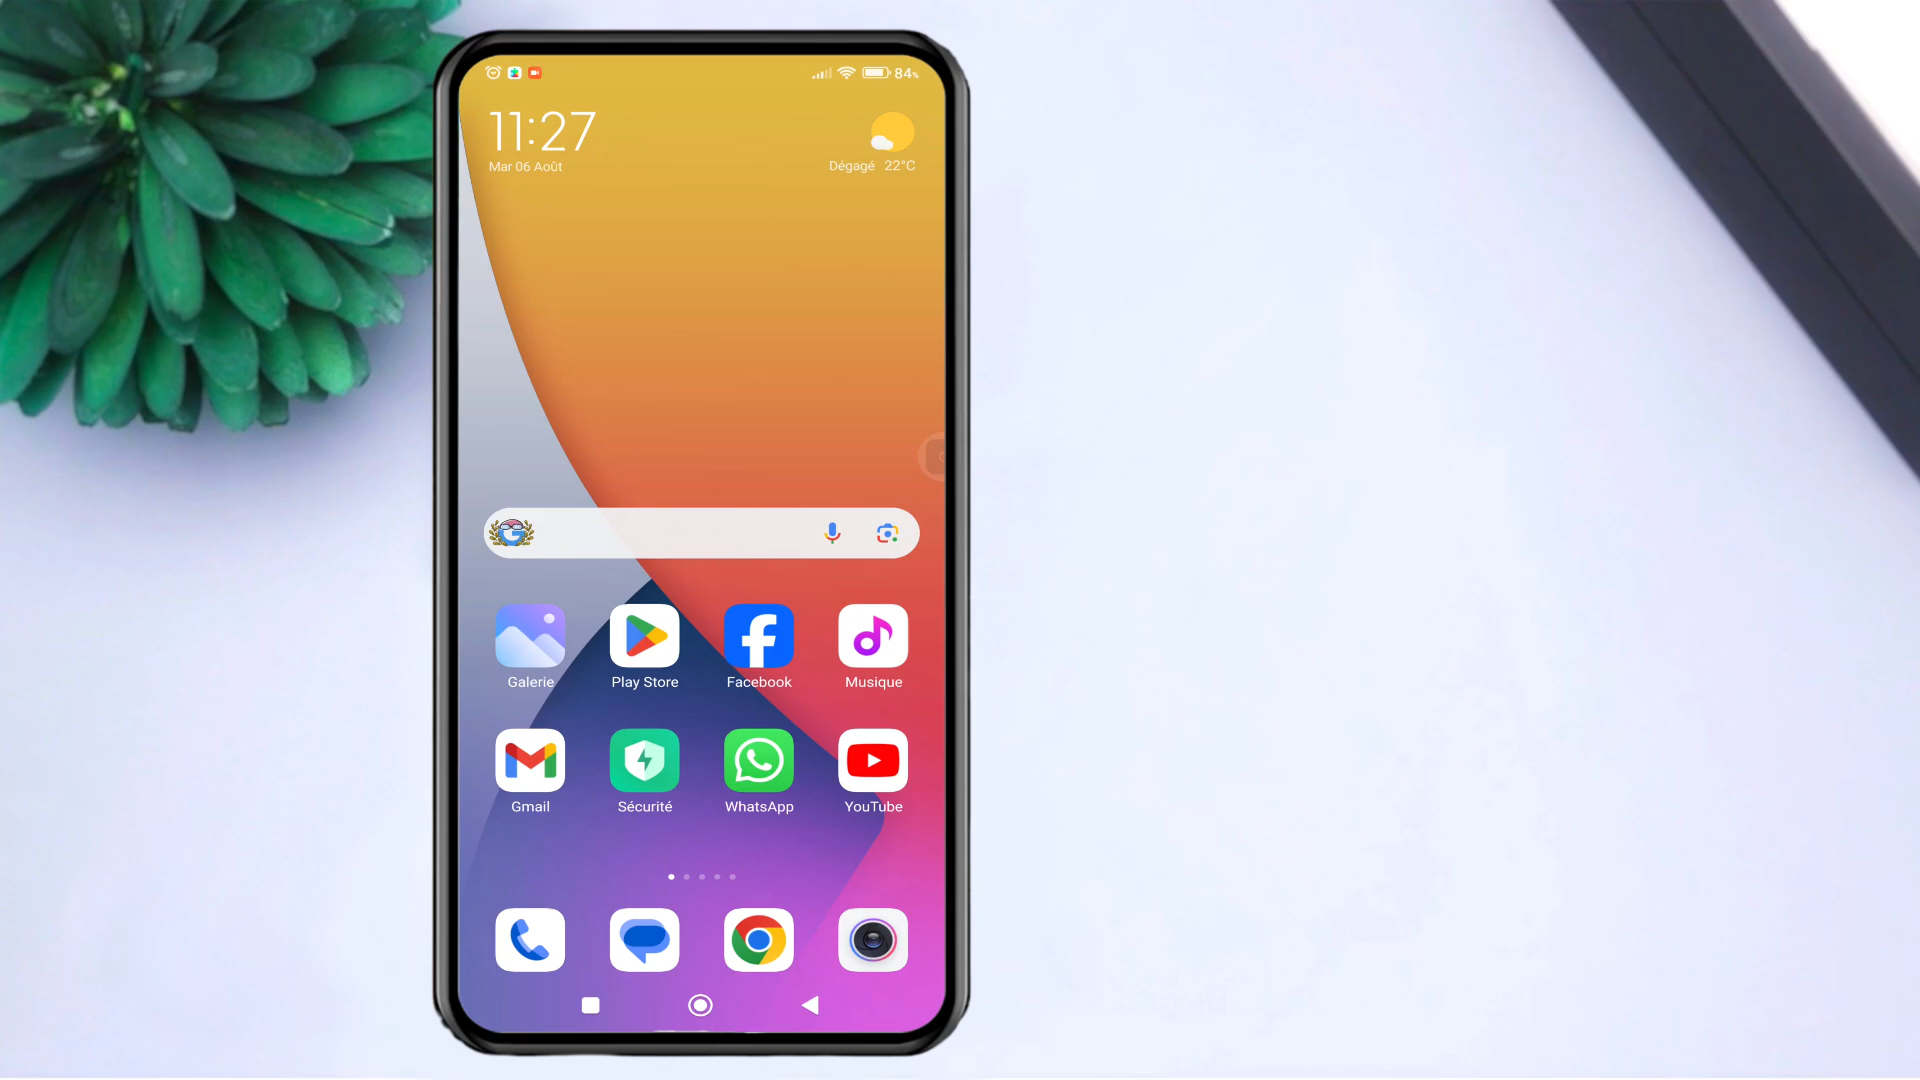 84%
11:27
Mar 06 Août
Dégagé 22°C
Galerie Play Store Facebook Musique
Gmail Sécurité WhatsApp YouTube